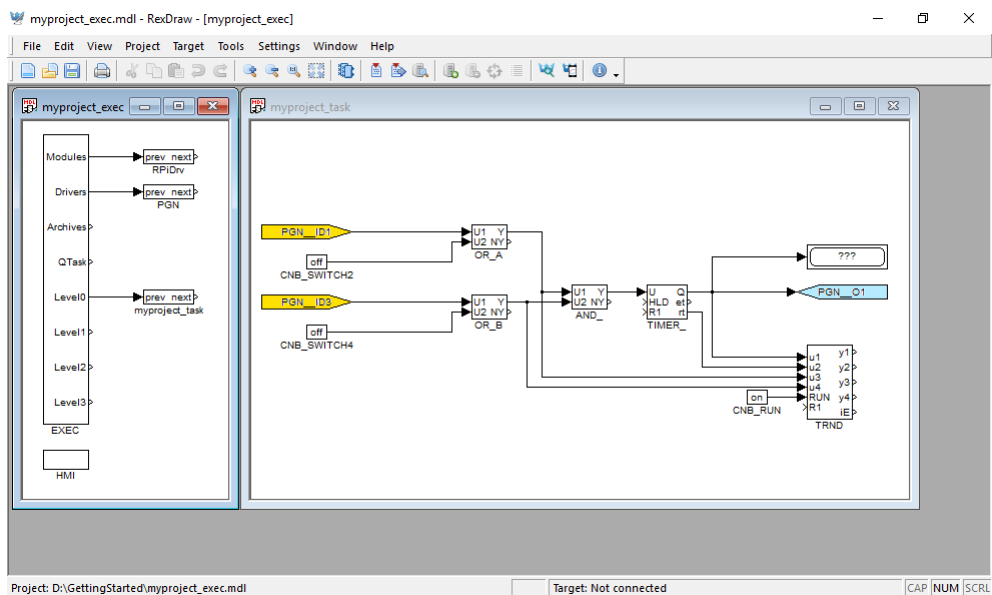 myproject_exec.mdl - RexDraw - [myproject_exec]
File Edit View Project Target Tools Settings Window Help
myproject_exec
Modules
prev next
RPiDrv
Drivers
prev next
PGN
Archives
QTask
Level0
prev next
myproject_task
Level1
Level2
Level3
EXEC
HMI
myproject_task
PGN__ID1
off
CNB_SWITCH2
U1 Y
U2 NY
OR_A
PGN__ID3
off
CNB_SWITCH4
U1 Y
U2 NY
OR_B
U1 Y
U2 NY
AND_
U Q
HLD et
R1 rt
TIMER_
???
PGN__O1
on
CNB_RUN
u1 y1
u2 y2
u3 y3
u4
RUN y4
R1 iE
TRND
Project: D:\GettingStarted\myproject_exec.mdl
Target: Not connected
CAP NUM SCRL